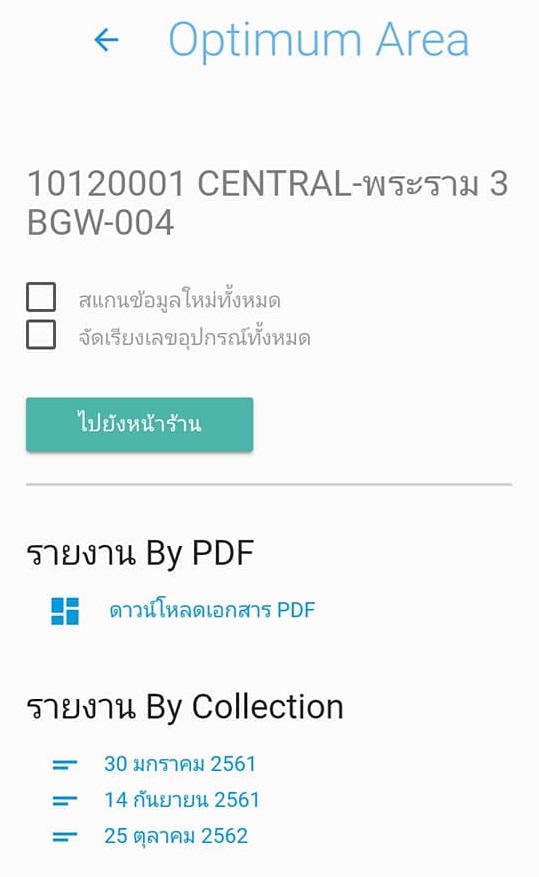 Optimum Area
10120001 CENTRAL-พระราม 3
BGW-004
สแกนข้อมูลใหม่ทั้งหมด
จัดเรียงเลขอุปกรณ์ทั้งหมด
ไปยังหน้าร้าน
รายงาน By PDF
ดาวน์โหลดเอกสาร PDF
รายงาน By Collection
30 มกราคม 2561
14 กันยายน 2561
25 ตุลาคม 2562